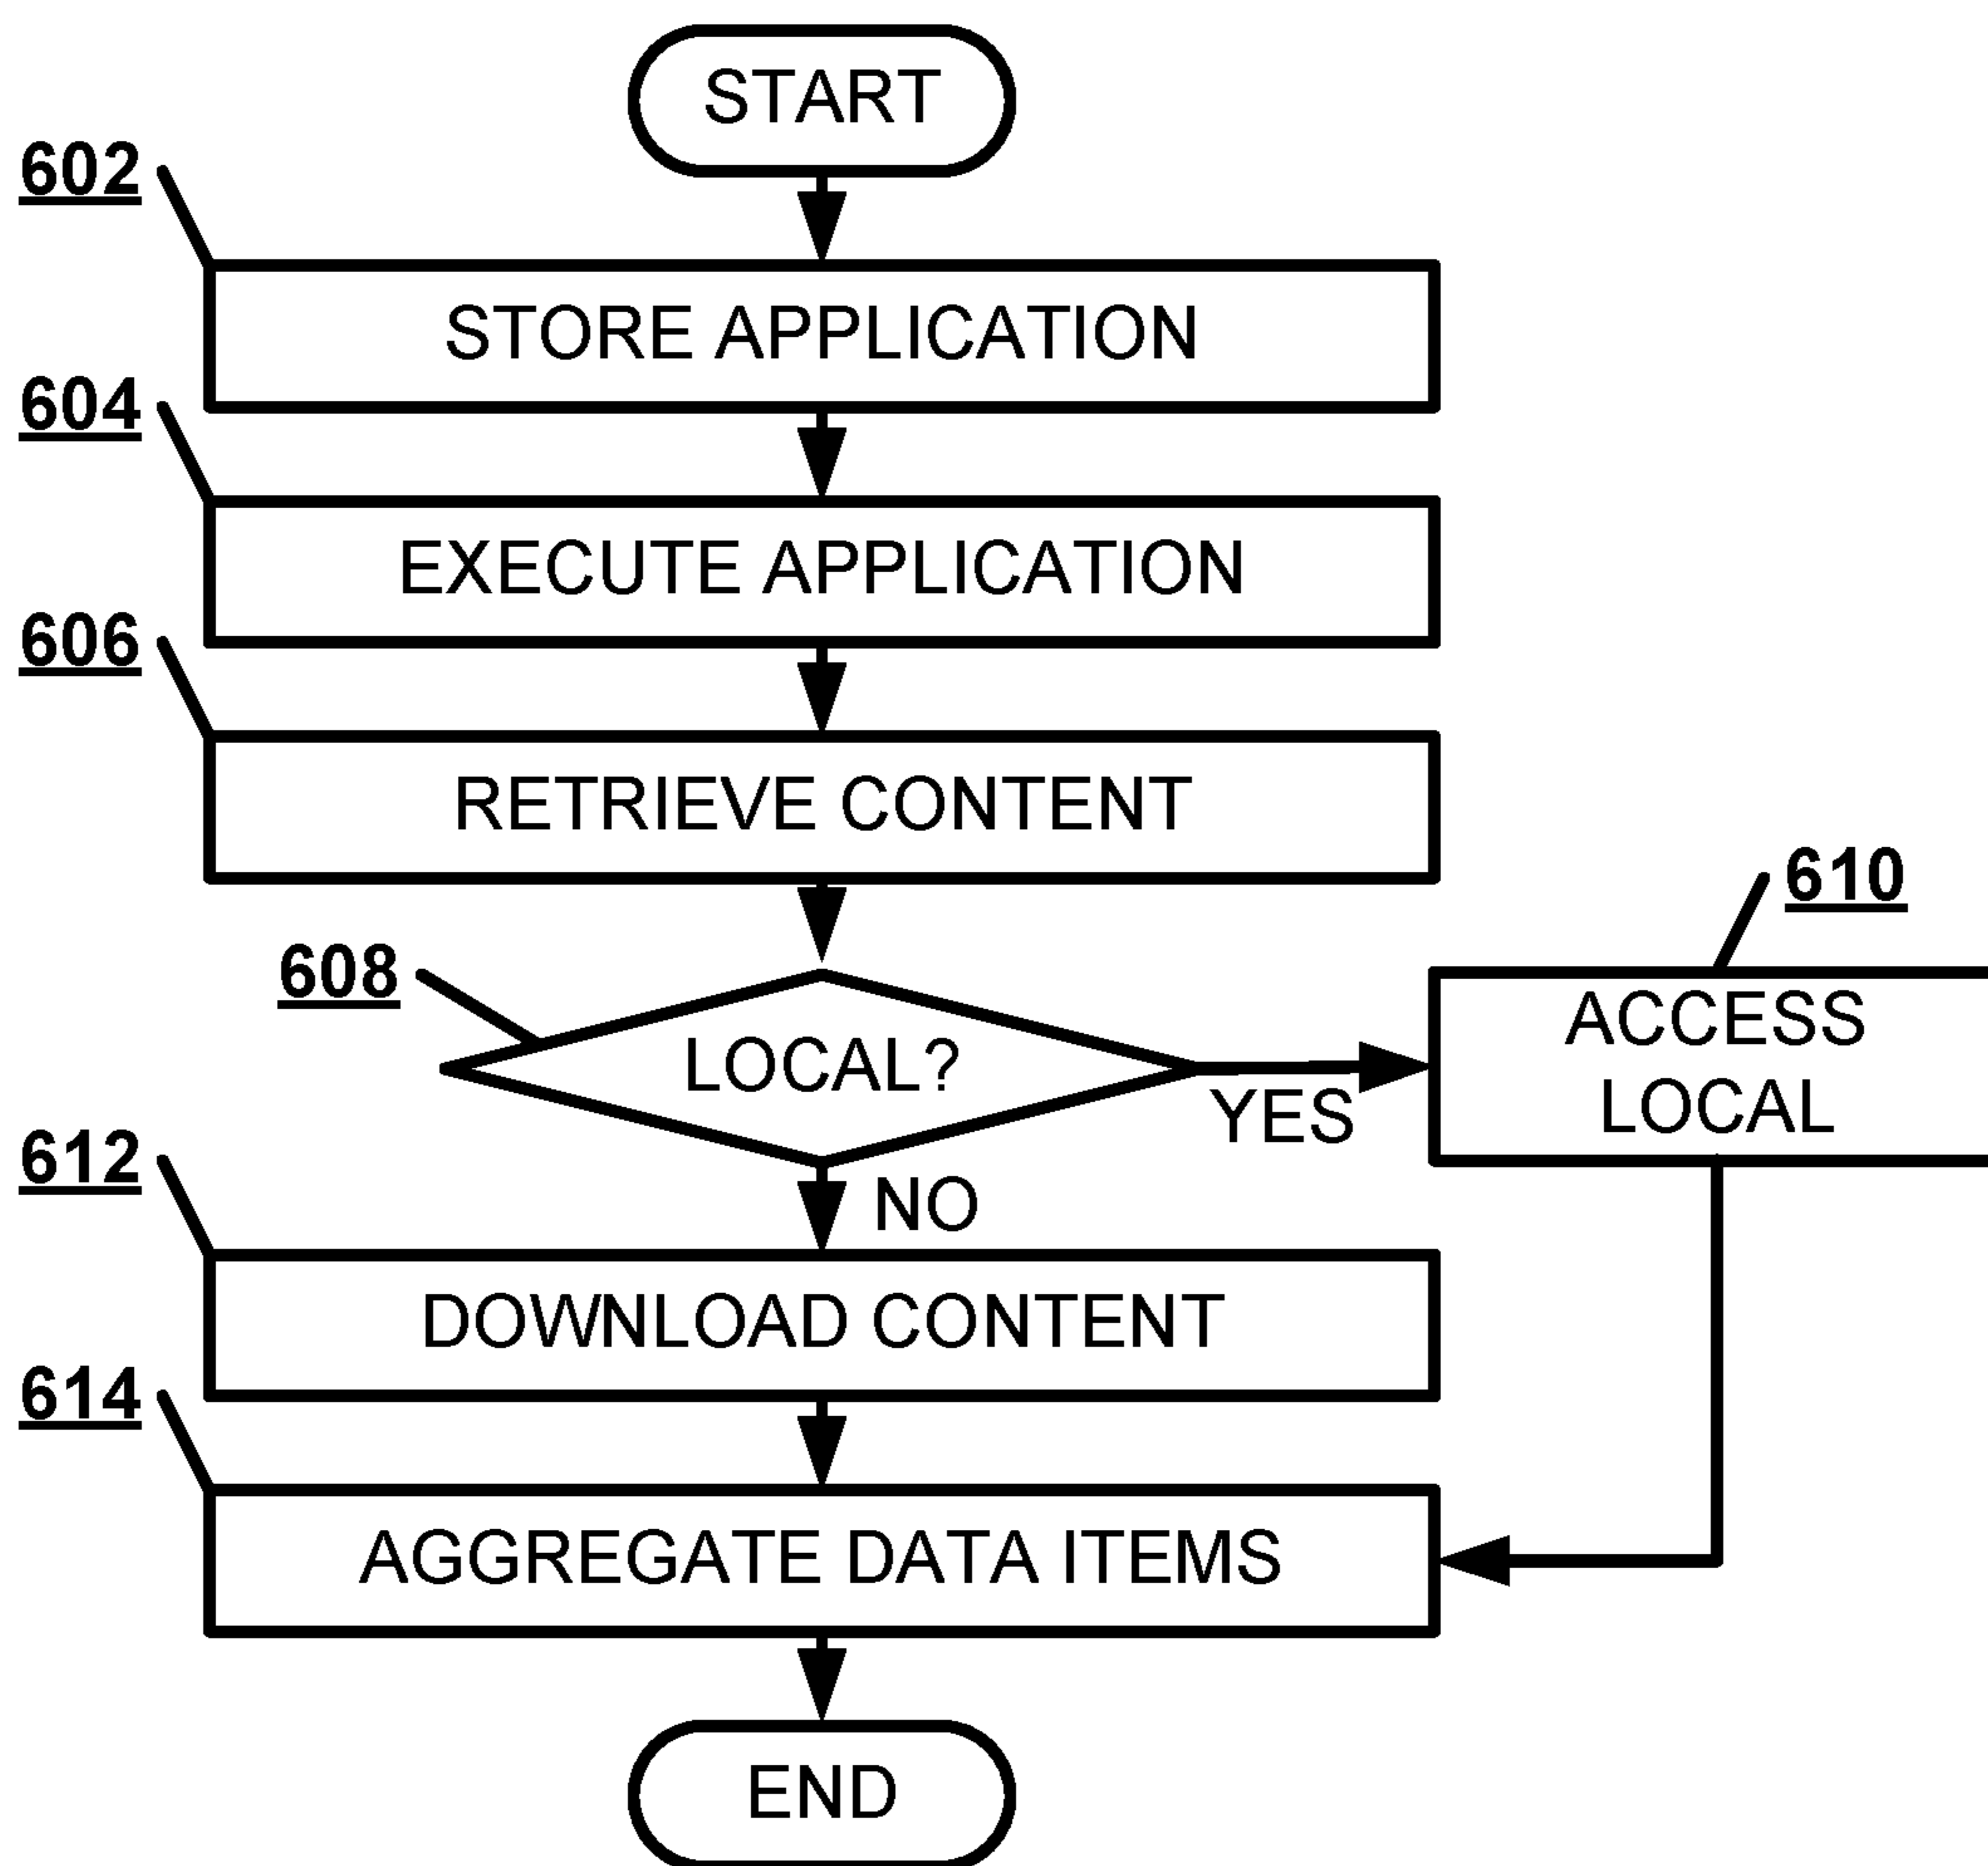 START
602
STORE APPLICATION
604
EXECUTE APPLICATION
606
RETRIEVE CONTENT
610
608
LOCAL?
YES
ACCESS
LOCAL
612
NO
DOWNLOAD CONTENT
614
AGGREGATE DATA ITEMS
END